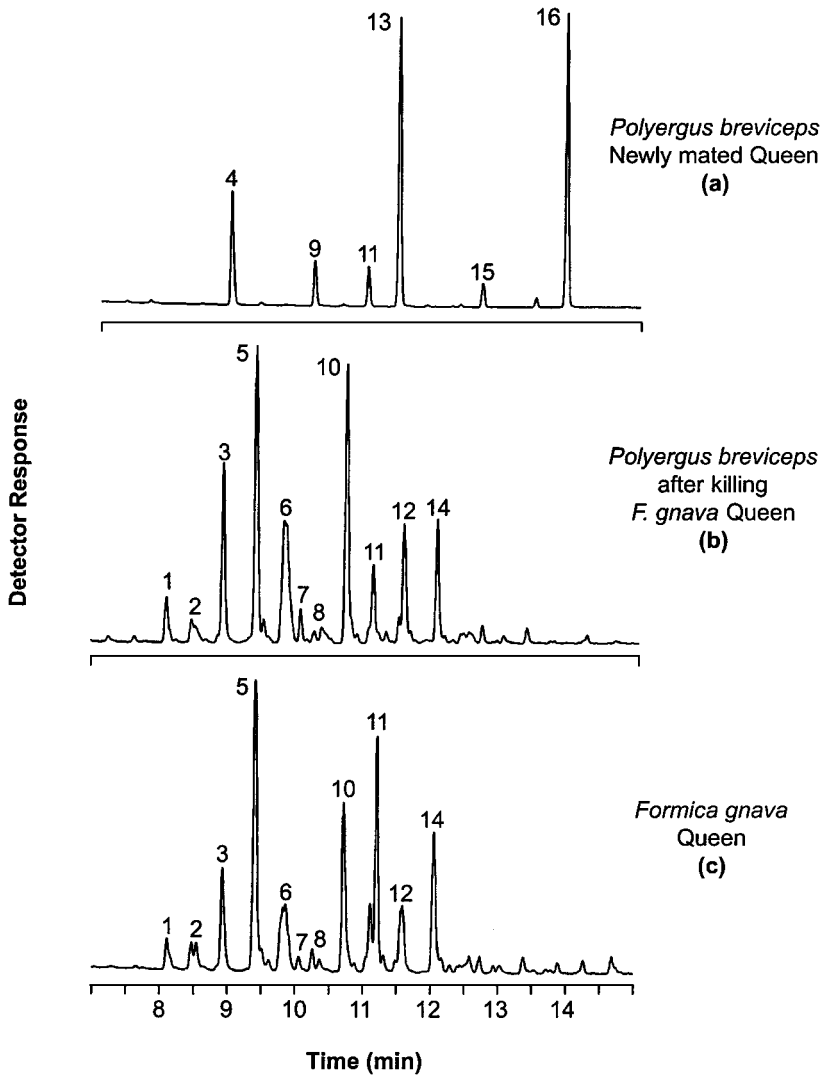 13
16
4
9
11
15
Polyergus breviceps
Newly mated Queen
(a)
5
10
3
6
12
14
11
1
2
7
8
Polyergus breviceps
after killing
F. gnava Queen
(b)
5
11
10
14
3
6
12
1
2
7
8
Formica gnava
Queen
(c)
Detector Response
8 9 10 11 12 13 14
Time (min)